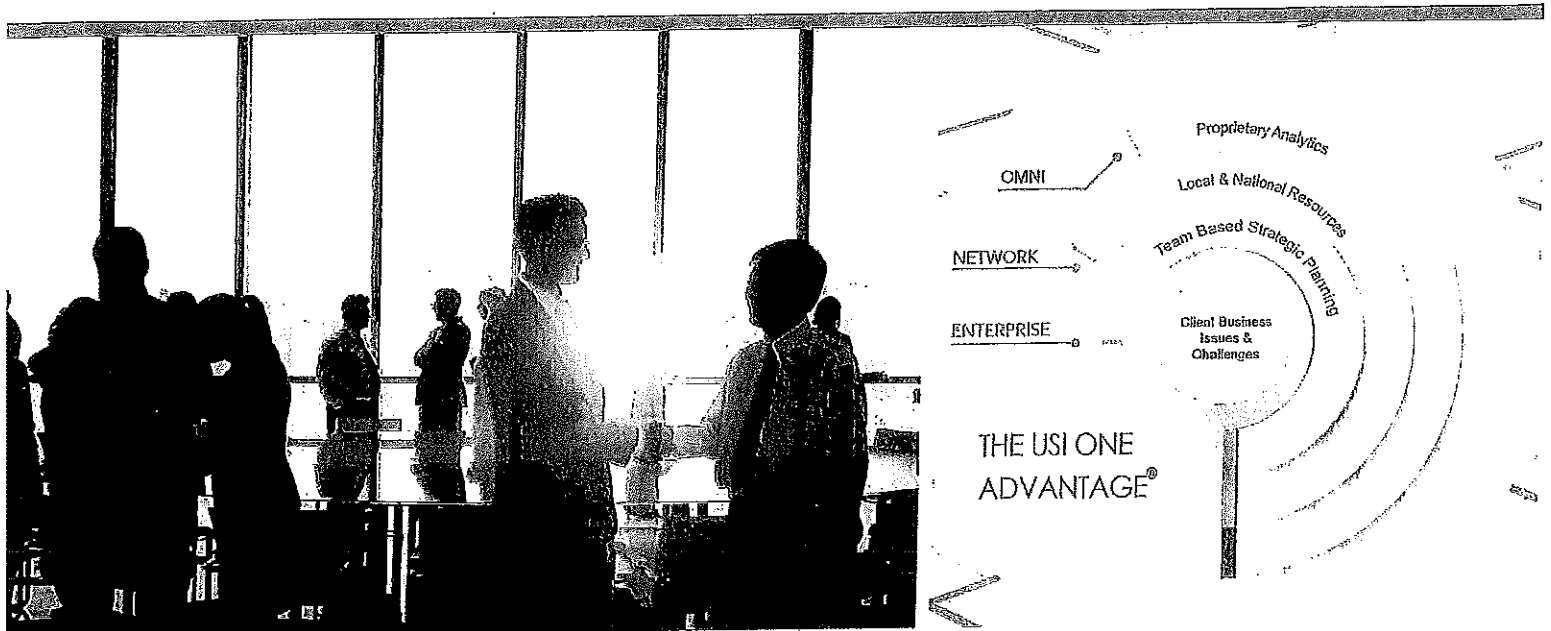 Proprietary Analytics
OMNI
Local & National Resources
Team Based Strategic Planning
NETWORK
ENTERPRISE
Client Business
Issues &
Challenges
THE USI ONE
ADVANTAGE®